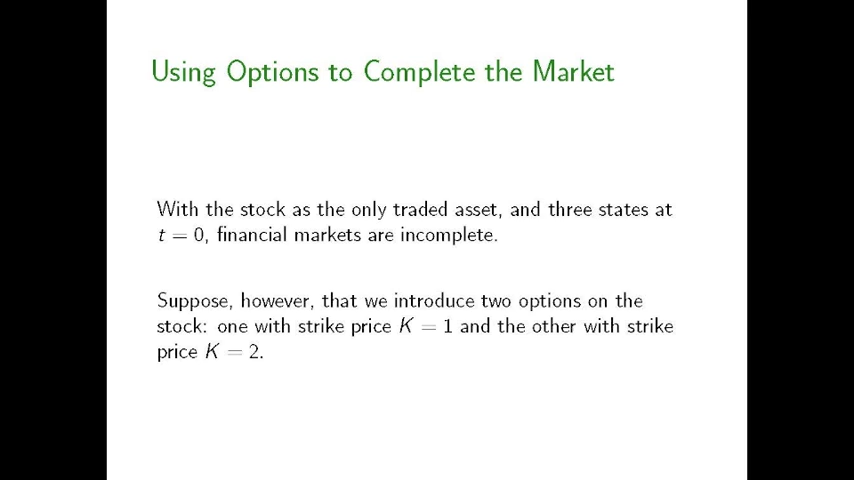 Using Options to Complete the Market
With the stock as the only traded asset, and three states at
t = 0, financial markets are incomplete.
Suppose, however, that we introduce two options on the
stock: one with strike price K = 1 and the other with strike
price K = 2.